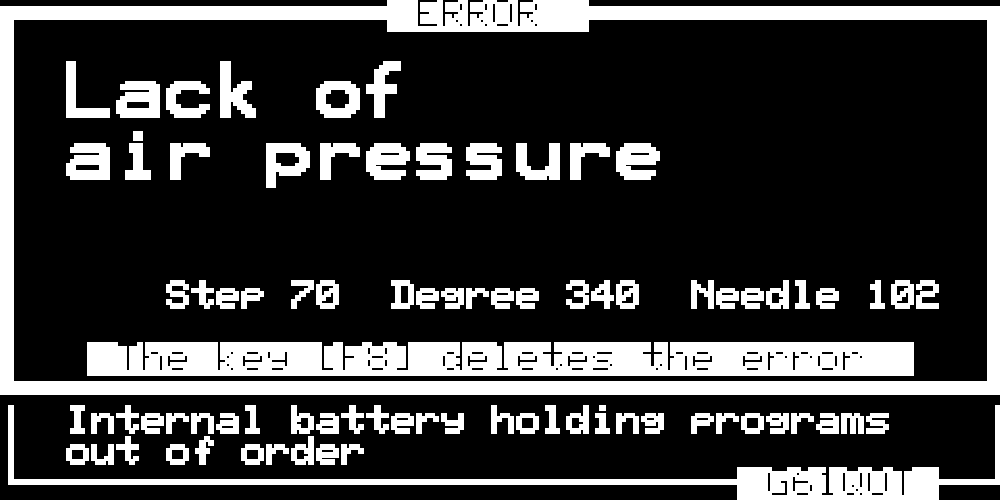 ERROR
Lack of
air pressure
Step 70 Degree 340 Needle 102
The key [F8] deletes the error
Internal battery holding programs
out of order
G61QUT